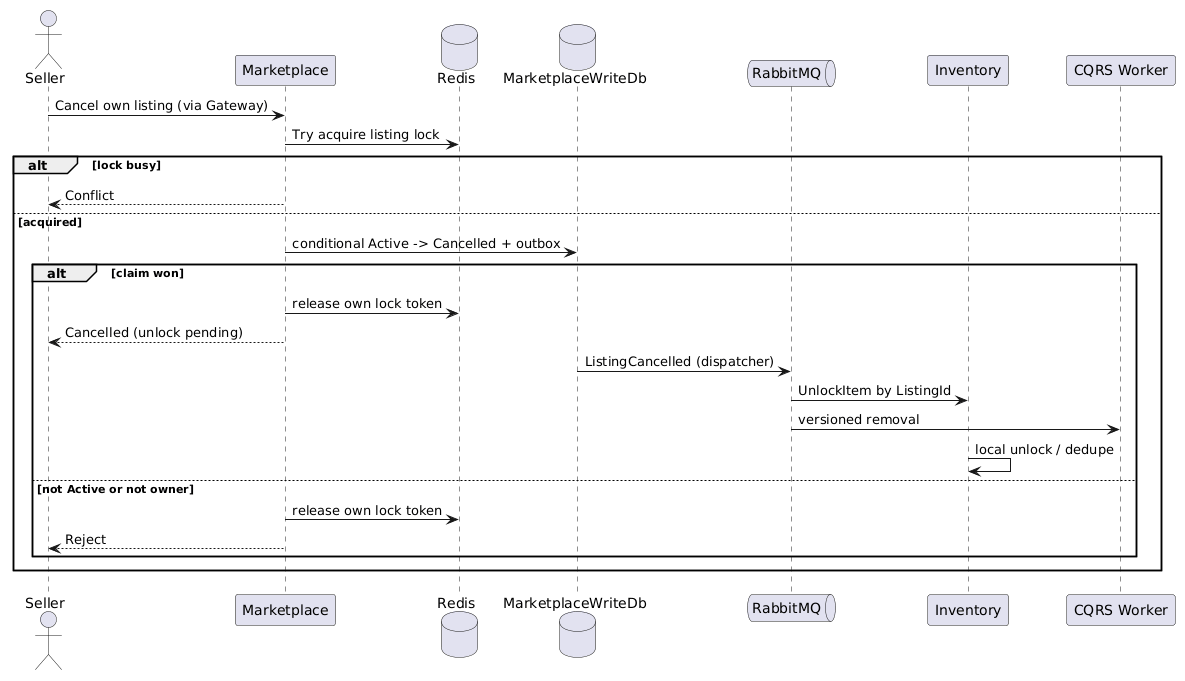 Seller
Marketplace
Redis
MarketplaceWriteDb
RabbitMQ
Inventory
CQRS Worker
Cancel own listing (via Gateway)
Try acquire listing lock
alt
[lock busy]
Conflict
[acquired]
conditional Active -> Cancelled + outbox
alt
[claim won]
release own lock token
Cancelled (unlock pending)
ListingCancelled (dispatcher)
UnlockItem by ListingId
versioned removal
local unlock / dedupe
[not Active or not owner]
release own lock token
Reject
Seller
Marketplace
Redis
MarketplaceWriteDb
RabbitMQ
Inventory
CQRS Worker